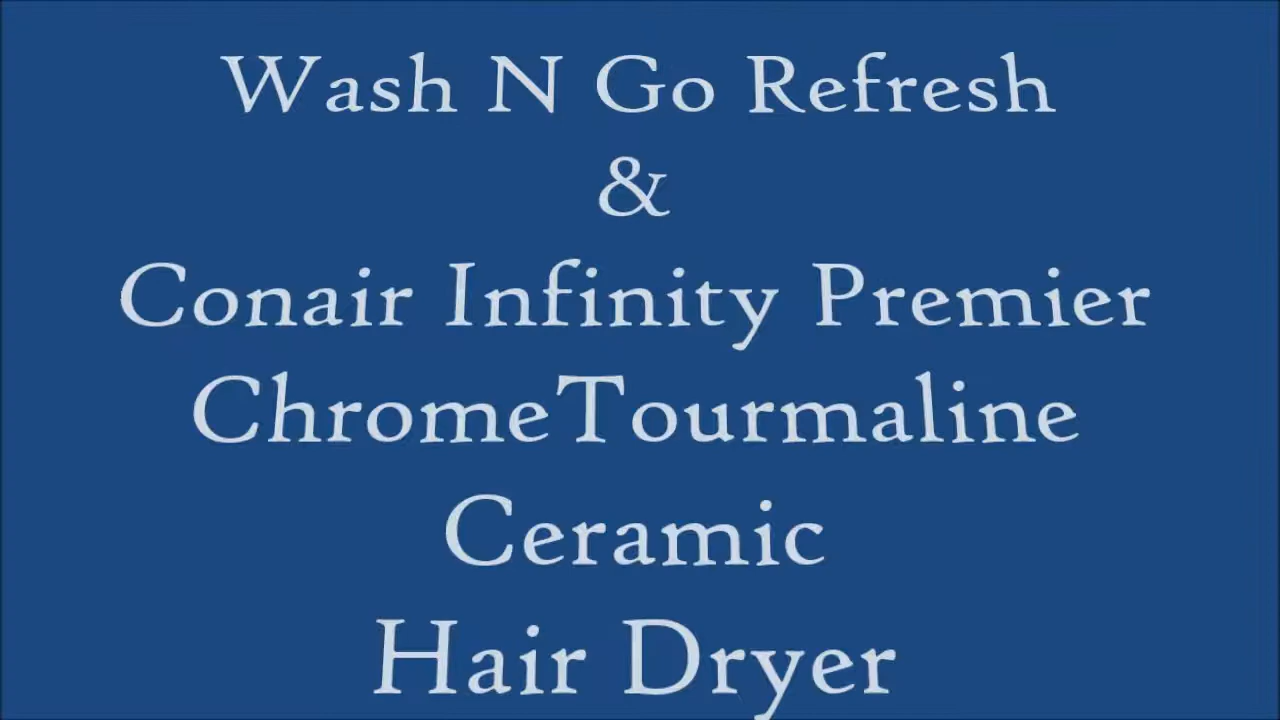 Wash N Go Refresh
&
Conair Infinity Premier
ChromeTourmaline
Ceramic
Hair Dryer